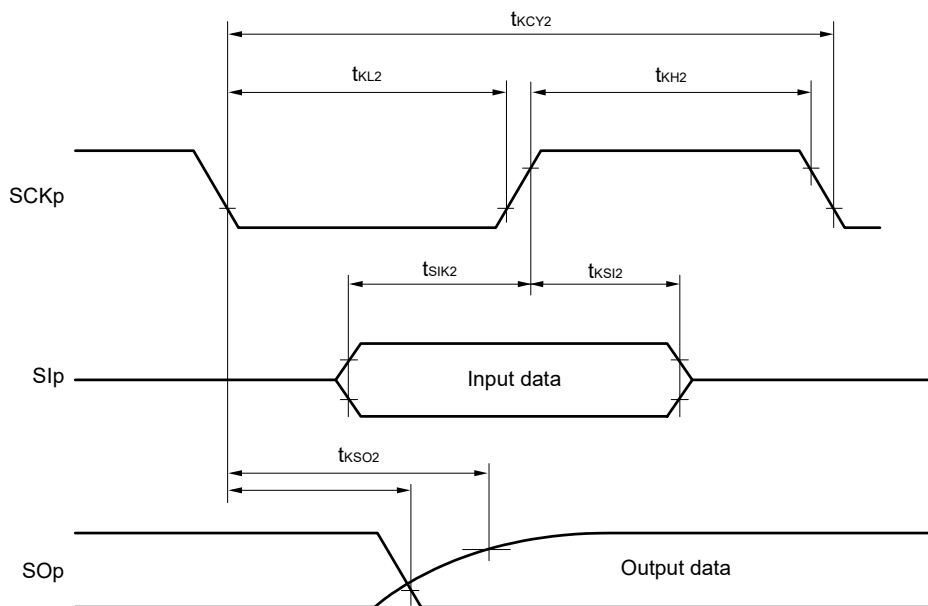 tKCY2
tKL2
tKH2
SCKp
tSIK2
tKSI2
SIp
Input data
tKSO2
SOp
Output data